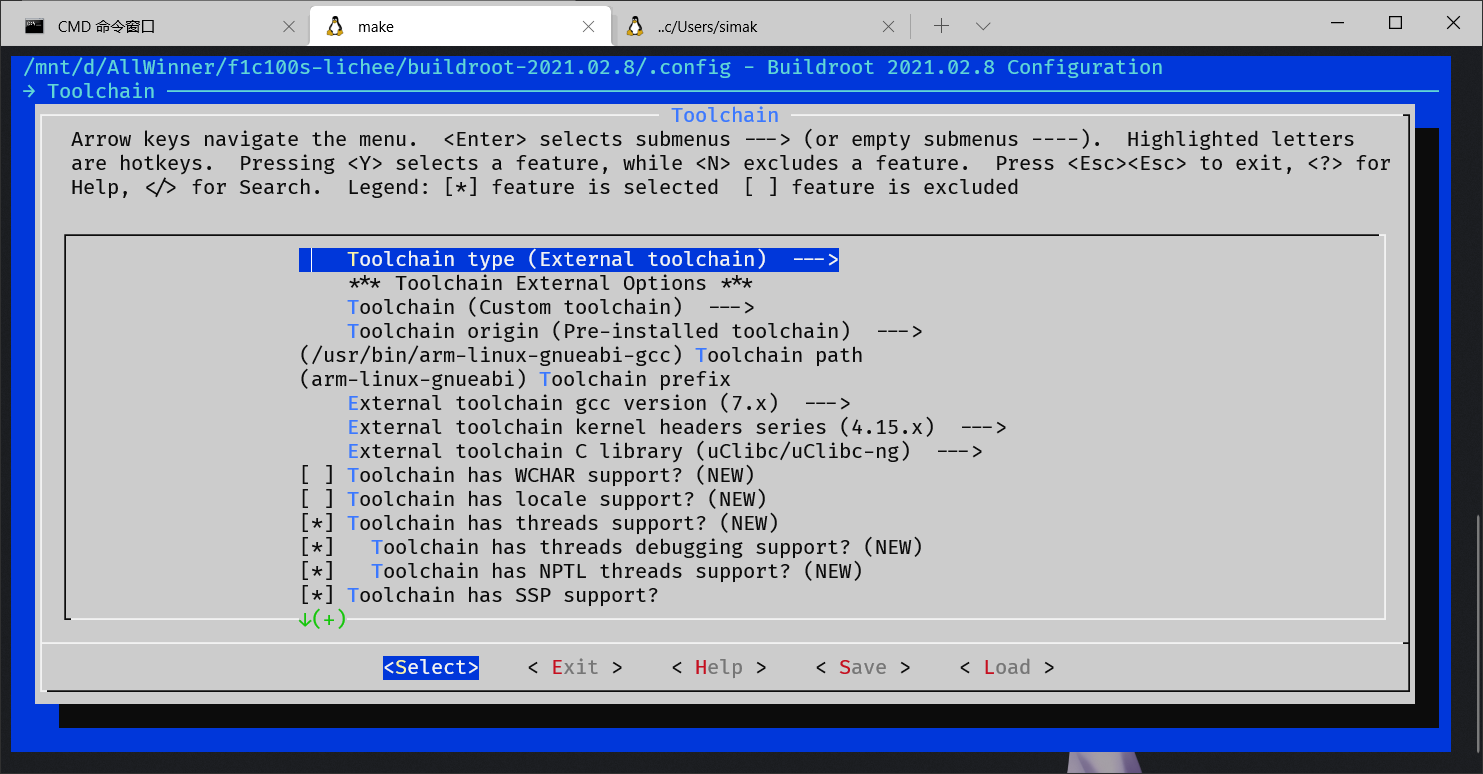 CMD 命令窗口
make
..c/Users/simak
/mnt/d/AllWinner/f1c100s-lichee/buildroot-2021.02.8/.config - Buildroot 2021.02.8 Configuration
→ Toolchain
Toolchain
Arrow keys navigate the menu.  <Enter> selects submenus ---> (or empty submenus ----).  Highlighted letters
are hotkeys.  Pressing <Y> selects a feature, while <N> excludes a feature.  Press <Esc><Esc> to exit, <?> for
Help, </> for Search.  Legend: [*] feature is selected  [ ] feature is excluded
Toolchain type (External toolchain)  --->
*** Toolchain External Options ***
Toolchain (Custom toolchain)  --->
Toolchain origin (Pre-installed toolchain)  --->
(/usr/bin/arm-linux-gnueabi-gcc) Toolchain path
(arm-linux-gnueabi) Toolchain prefix
External toolchain gcc version (7.x)  --->
External toolchain kernel headers series (4.15.x)  --->
External toolchain C library (uClibc/uClibc-ng)  --->
[ ] Toolchain has WCHAR support? (NEW)
[ ] Toolchain has locale support? (NEW)
[*] Toolchain has threads support? (NEW)
[*]   Toolchain has threads debugging support? (NEW)
[*]   Toolchain has NPTL threads support? (NEW)
[*] Toolchain has SSP support?
↓(+)
<Select>    < Exit >    < Help >    < Save >    < Load >